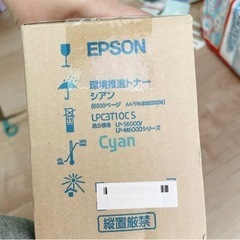 EPSON
環境推進トナー
シアン
(6500ページ A4/5%連続印刷時)
LPC3T10CS
適合機種 LP-S6000/
LP-M6000シリーズ
Cyan
縦置厳禁